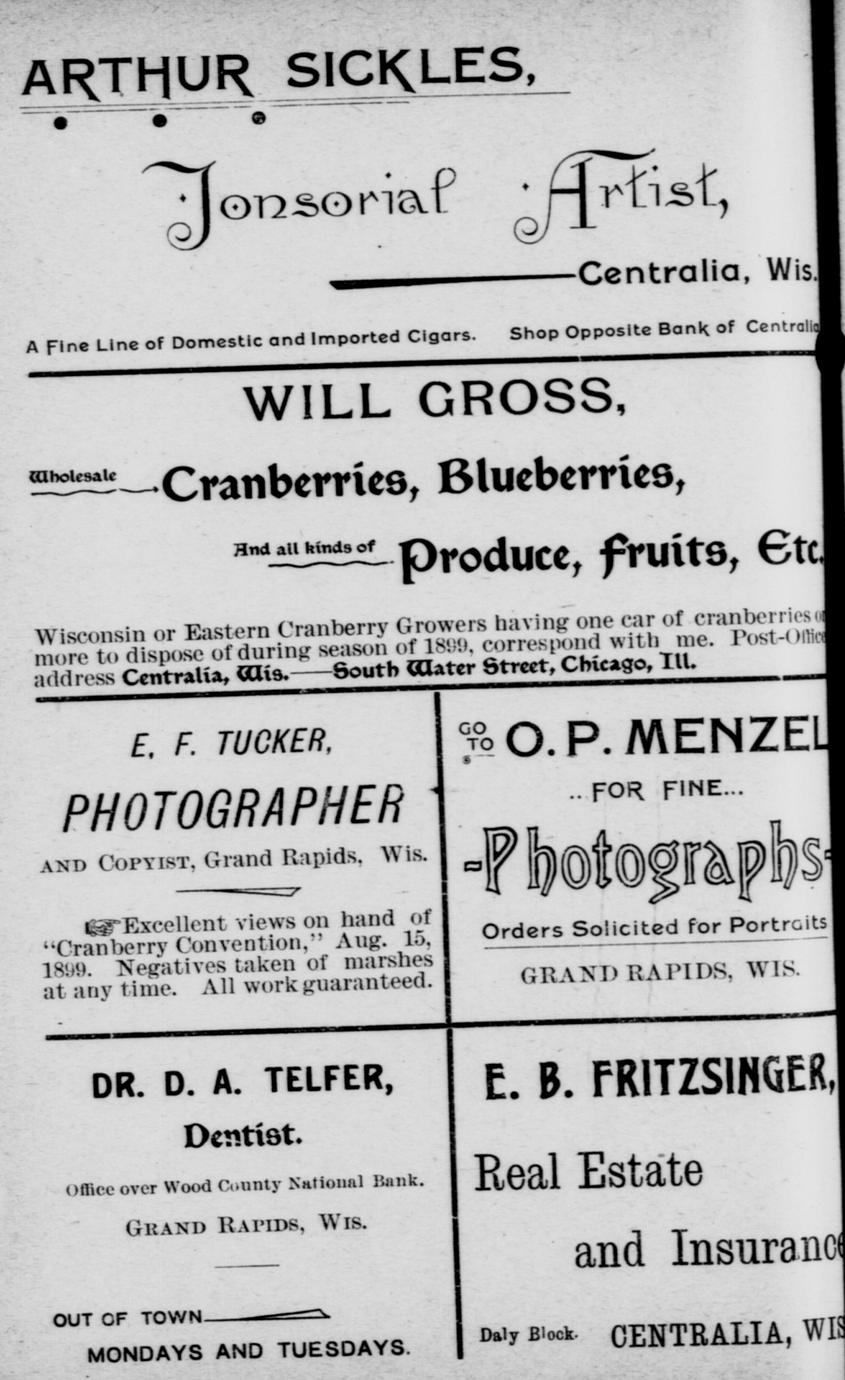 ARTHUR SICKLES,
Tonsorial Artist,
Centralia, Wis.
A Fine Line of Domestic and Imported Cigars. Shop Opposite Bank of Centralia
WILL GROSS,
Wholesale Cranberries, Blueberries,
And all kinds of Produce, Fruits, Etc.
Wisconsin or Eastern Cranberry Growers having one car of cranberries or
more to dispose of during season of 1899, correspond with me. Post-Office
address Centralia, Wis.——South Water Street, Chicago, Ill.
E. F. TUCKER,
PHOTOGRAPHER
AND COPYIST, Grand Rapids, Wis.
☞Excellent views on hand of
“Cranberry Convention,” Aug. 15,
1899. Negatives taken of marshes
at any time. All work guaranteed.
GO TO O. P. MENZEL
.. FOR FINE...
-Photographs-
Orders Solicited for Portraits
GRAND RAPIDS, WIS.
DR. D. A. TELFER,
Dentist.
Office over Wood County National Bank.
GRAND RAPIDS, WIS.
OUT OF TOWN
MONDAYS AND TUESDAYS.
E. B. FRITZSINGER,
Real Estate
and Insurance
Daly Block. CENTRALIA, WIS